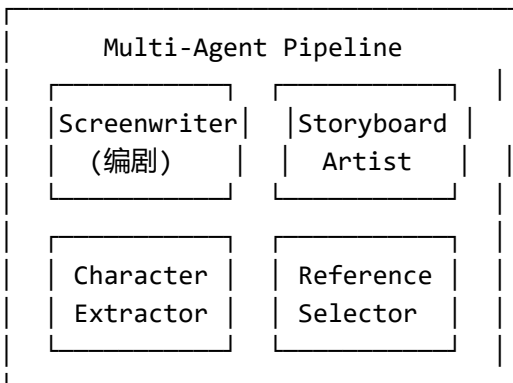 Multi-Agent Pipeline
Screenwriter
(编剧)
Storyboard
Artist
Character
Extractor
Reference
Selector